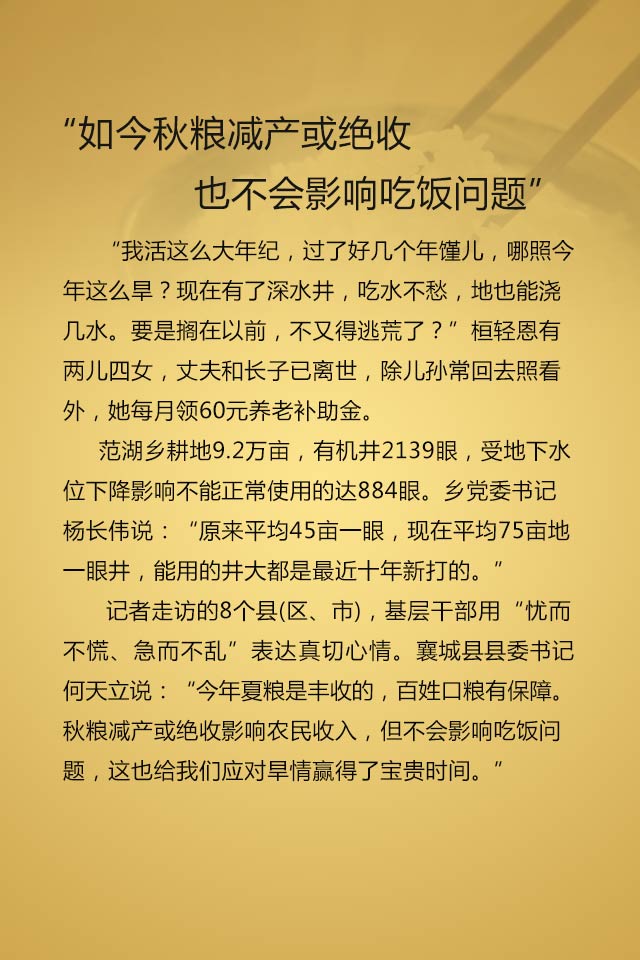 “如今秋粮减产或绝收
也不会影响吃饭问题”
“我活这么大年纪，过了好几个年馑儿，哪照今
年这么旱？现在有了深水井，吃水不愁，地也能浇
几水。要是搁在以前，不又得逃荒了？”桓轻恩有
两儿四女，丈夫和长子已离世，除儿孙常回去照看
外，她每月领60元养老补助金。
范湖乡耕地9.2万亩，有机井2139眼，受地下水
位下降影响不能正常使用的达884眼。乡党委书记
杨长伟说：“原来平均45亩一眼，现在平均75亩地
一眼井，能用的井大都是最近十年新打的。”
记者走访的8个县(区、市)，基层干部用“忧而
不慌、急而不乱”表达真切心情。襄城县县委书记
何天立说：“今年夏粮是丰收的，百姓口粮有保障。
秋粮减产或绝收影响农民收入，但不会影响吃饭问
题，这也给我们应对旱情赢得了宝贵时间。”